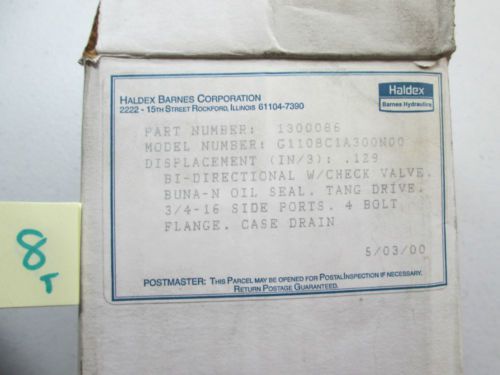 HALDEX BARNES CORPORATION
2222 - 15TH STREET ROCKFORD, ILLINOIS 61104-7390
Haldex
Barnes Hydraulics
PART NUMBER: 1300086
MODEL NUMBER: G1108C1A300N00
DISPLACEMENT (IN/3): .129
BI-DIRECTIONAL W/CHECK VALVE.
BUNA-N OIL SEAL. TANG DRIVE.
3/4-16 SIDE PORTS. 4 BOLT
FLANGE. CASE DRAIN
5/03/00
POSTMASTER: THIS PARCEL MAY BE OPENED FOR POSTAL INSPECTION IF NECESSARY.
RETURN POSTAGE GUARANTEED.
8T